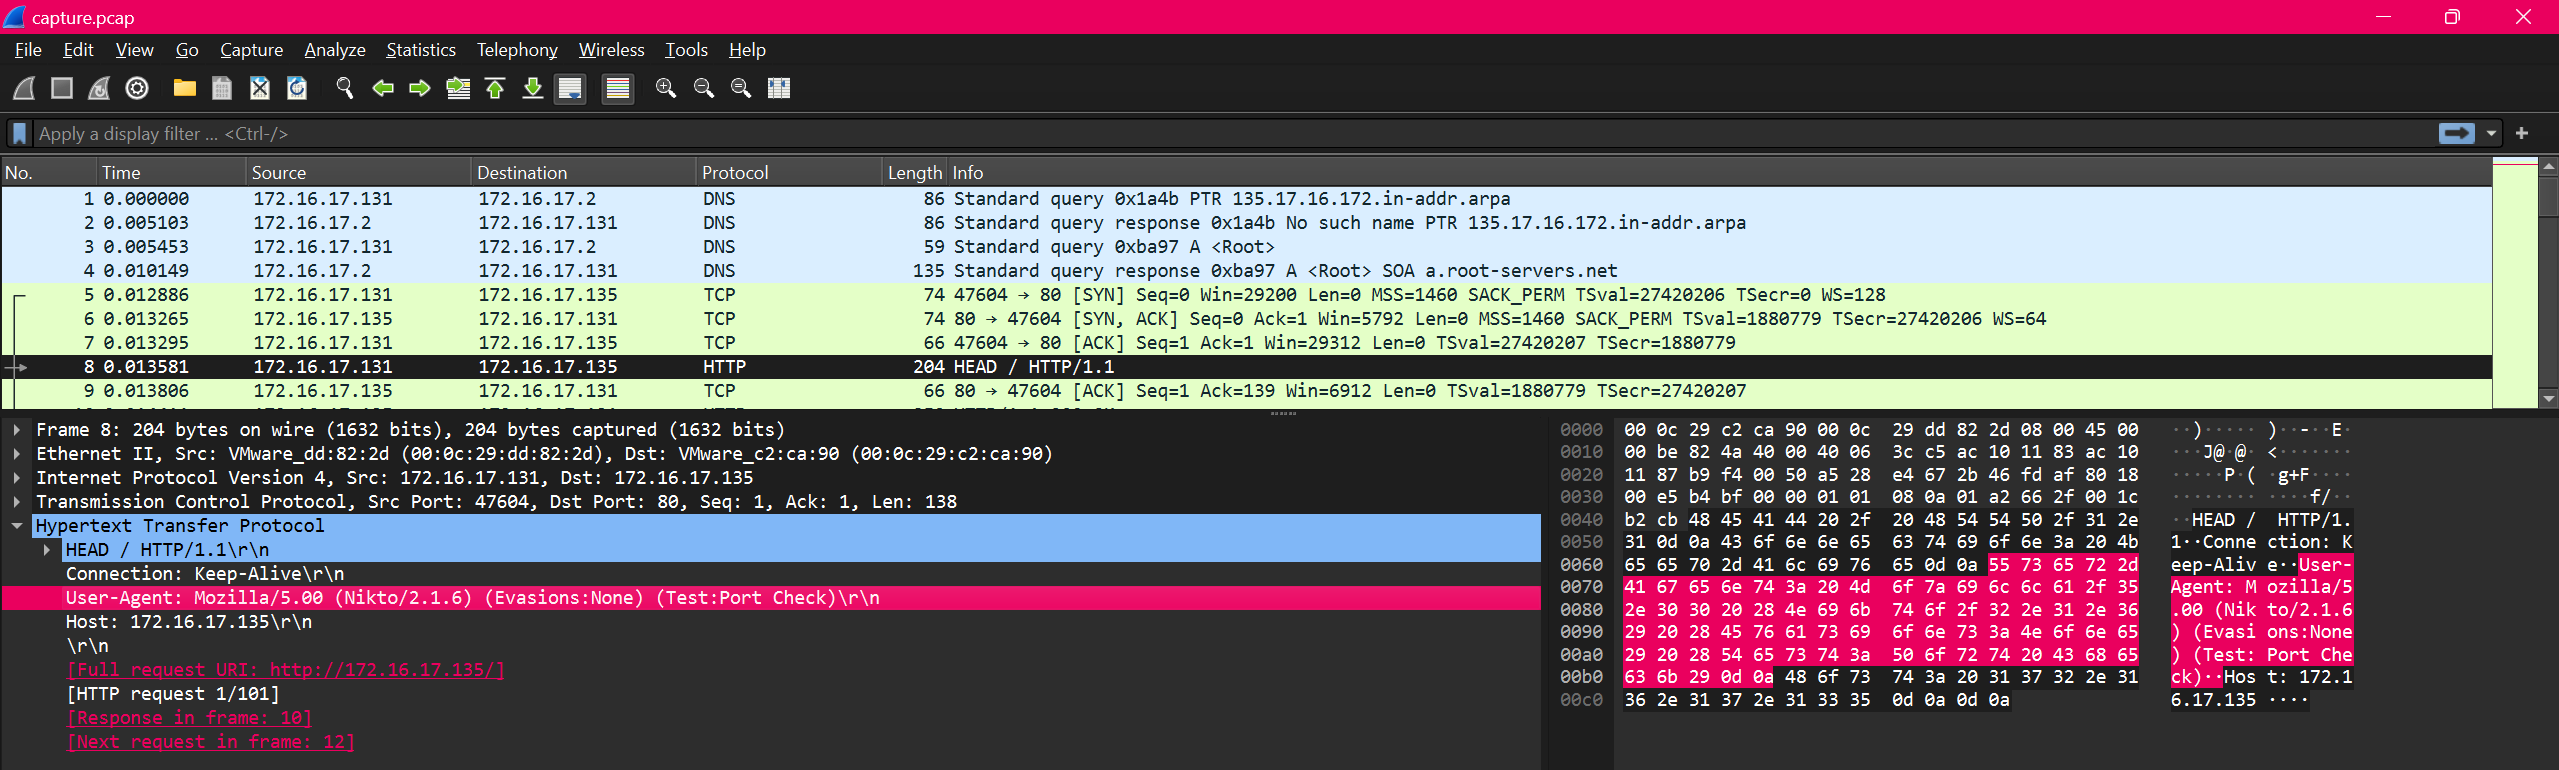 capture.pcap
File Edit View Go Capture Analyze Statistics Telephony Wireless Tools Help
Apply a display filter ... <Ctrl-/>
No. Time Source Destination Protocol Length Info
1 0.000000 172.16.17.131 172.16.17.2 DNS 86 Standard query 0x1a4b PTR 135.17.16.172.in-addr.arpa
2 0.005103 172.16.17.2 172.16.17.131 DNS 86 Standard query response 0x1a4b No such name PTR 135.17.16.172.in-addr.arpa
3 0.005453 172.16.17.131 172.16.17.2 DNS 59 Standard query 0xba97 A <Root>
4 0.010149 172.16.17.2 172.16.17.131 DNS 135 Standard query response 0xba97 A <Root> SOA a.root-servers.net
5 0.012886 172.16.17.131 172.16.17.135 TCP 74 47604 → 80 [SYN] Seq=0 Win=29200 Len=0 MSS=1460 SACK_PERM TSval=27420206 TSecr=0 WS=128
6 0.013265 172.16.17.135 172.16.17.131 TCP 74 80 → 47604 [SYN, ACK] Seq=0 Ack=1 Win=5792 Len=0 MSS=1460 SACK_PERM TSval=1880779 TSecr=27420206 WS=64
7 0.013295 172.16.17.131 172.16.17.135 TCP 66 47604 → 80 [ACK] Seq=1 Ack=1 Win=29312 Len=0 TSval=27420207 TSecr=1880779
8 0.013581 172.16.17.131 172.16.17.135 HTTP 204 HEAD / HTTP/1.1
9 0.013806 172.16.17.135 172.16.17.131 TCP 66 80 → 47604 [ACK] Seq=1 Ack=139 Win=6912 Len=0 TSval=1880779 TSecr=27420207
Frame 8: 204 bytes on wire (1632 bits), 204 bytes captured (1632 bits)
Ethernet II, Src: VMware_dd:82:2d (00:0c:29:dd:82:2d), Dst: VMware_c2:ca:90 (00:0c:29:c2:ca:90)
Internet Protocol Version 4, Src: 172.16.17.131, Dst: 172.16.17.135
Transmission Control Protocol, Src Port: 47604, Dst Port: 80, Seq: 1, Ack: 1, Len: 138
Hypertext Transfer Protocol
HEAD / HTTP/1.1\r\n
Connection: Keep-Alive\r\n
User-Agent: Mozilla/5.00 (Nikto/2.1.6) (Evasions:None) (Test:Port Check)\r\n
Host: 172.16.17.135\r\n
\r\n
[Full request URI: http://172.16.17.135/]
[HTTP request 1/101]
[Response in frame: 10]
[Next request in frame: 12]
0000 00 0c 29 c2 ca 90 00 0c 29 dd 82 2d 08 00 45 00 ··)····· )··-··E·
0010 00 be 82 4a 40 00 40 06 3c c5 ac 10 11 83 ac 10 ···J@·@· <·······
0020 11 87 b9 f4 00 50 a5 28 e4 67 2b 46 fd af 80 18 ·····P·( ·g+F····
0030 00 e5 b4 bf 00 00 01 01 08 0a 01 a2 66 2f 00 1c ········ ····f/··
0040 b2 cb 48 45 41 44 20 2f 20 48 54 54 50 2f 31 2e ··HEAD / HTTP/1.
0050 31 0d 0a 43 6f 6e 6e 65 63 74 69 6f 6e 3a 20 4b 1··Conne ction: K
0060 65 65 70 2d 41 6c 69 76 65 0d 0a 55 73 65 72 2d eep-Aliv e··User-
0070 41 67 65 6e 74 3a 20 4d 6f 7a 69 6c 6c 61 2f 35 Agent: M ozilla/5
0080 2e 30 30 20 28 4e 69 6b 74 6f 2f 32 2e 31 2e 36 .00 (Nik to/2.1.6
0090 29 20 28 45 76 61 73 69 6f 6e 73 3a 4e 6f 6e 65 ) (Evasi ons:None
00a0 29 20 28 54 65 73 74 3a 50 6f 72 74 20 43 68 65 ) (Test: Port Che
00b0 63 6b 29 0d 0a 48 6f 73 74 3a 20 31 37 32 2e 31 ck)··Hos t: 172.1
00c0 36 2e 31 37 2e 31 33 35 0d 0a 0d 0a 6.17.135 ····